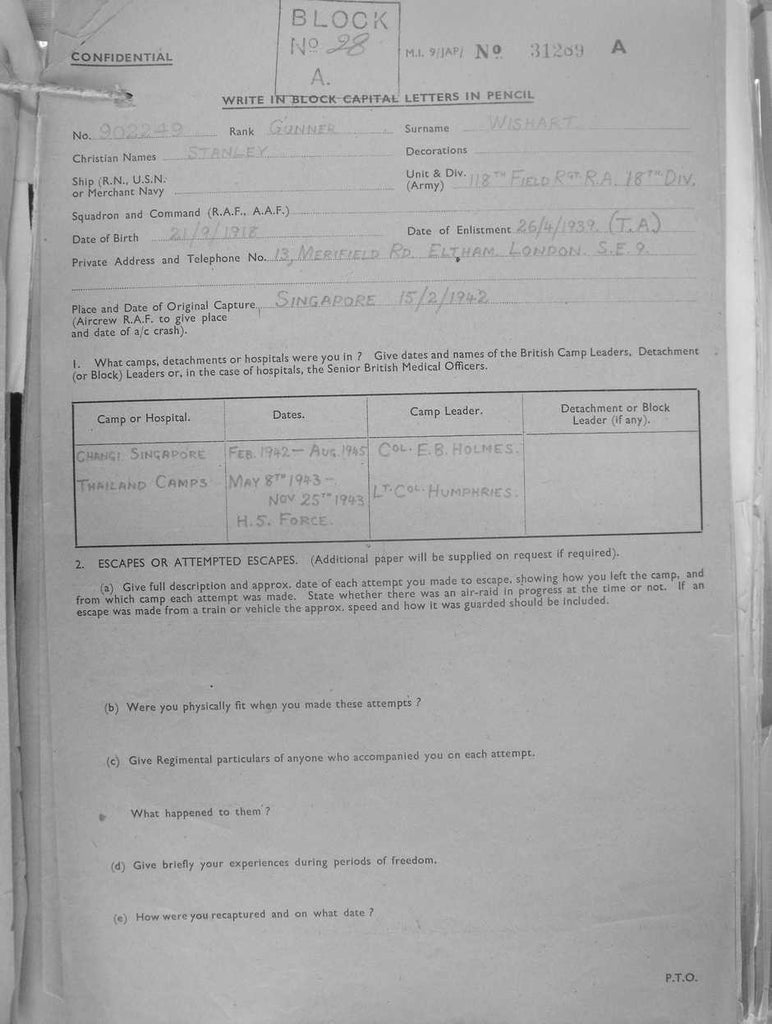 BLOCK
No 28
A.
CONFIDENTIAL
M.I. 9/JAP/ No 31269 A
WRITE IN BLOCK CAPITAL LETTERS IN PENCIL
No. 902249 Rank GUNNER Surname WISHART
Christian Names STANLEY Decorations
Ship (R.N., U.S.N. or Merchant Navy
Unit & Div. (Army) 118TH FIELD RGT. R.A. 18TH DIV.
Squadron and Command (R.A.F., A.A.F.)
Date of Birth 21/9/1918 Date of Enlistment 26/4/1939. (T.A)
Private Address and Telephone No. 13, MERIFIELD RD. ELTHAM. LONDON. S.E 9.
Place and Date of Original Capture SINGAPORE 15/2/1942
(Aircrew R.A.F. to give place
and date of a/c crash).
1. What camps, detachments or hospitals were you in ? Give dates and names of the British Camp Leaders, Detachment
(or Block) Leaders or, in the case of hospitals, the Senior British Medical Officers.
Camp or Hospital. Dates. Camp Leader. Detachment or Block
Leader (if any).
CHANGI SINGAPORE FEB. 1942 - AUG. 1945 COL. E.B. HOLMES.
THAILAND CAMPS MAY 8TH 1943 -
NOV 25TH 1943 LT. COL. HUMPHRIES.
H.S. FORCE.
2. ESCAPES OR ATTEMPTED ESCAPES. (Additional paper will be supplied on request if required).
(a) Give full description and approx. date of each attempt you made to escape, showing how you left the camp, and
from which camp each attempt was made. State whether there was an air-raid in progress at the time or not. If an
escape was made from a train or vehicle the approx. speed and how it was guarded should be included.
(b) Were you physically fit when you made these attempts ?
(c) Give Regimental particulars of anyone who accompanied you on each attempt.
What happened to them ?
(d) Give briefly your experiences during periods of freedom.
(e) How were you recaptured and on what date ?
P.T.O.